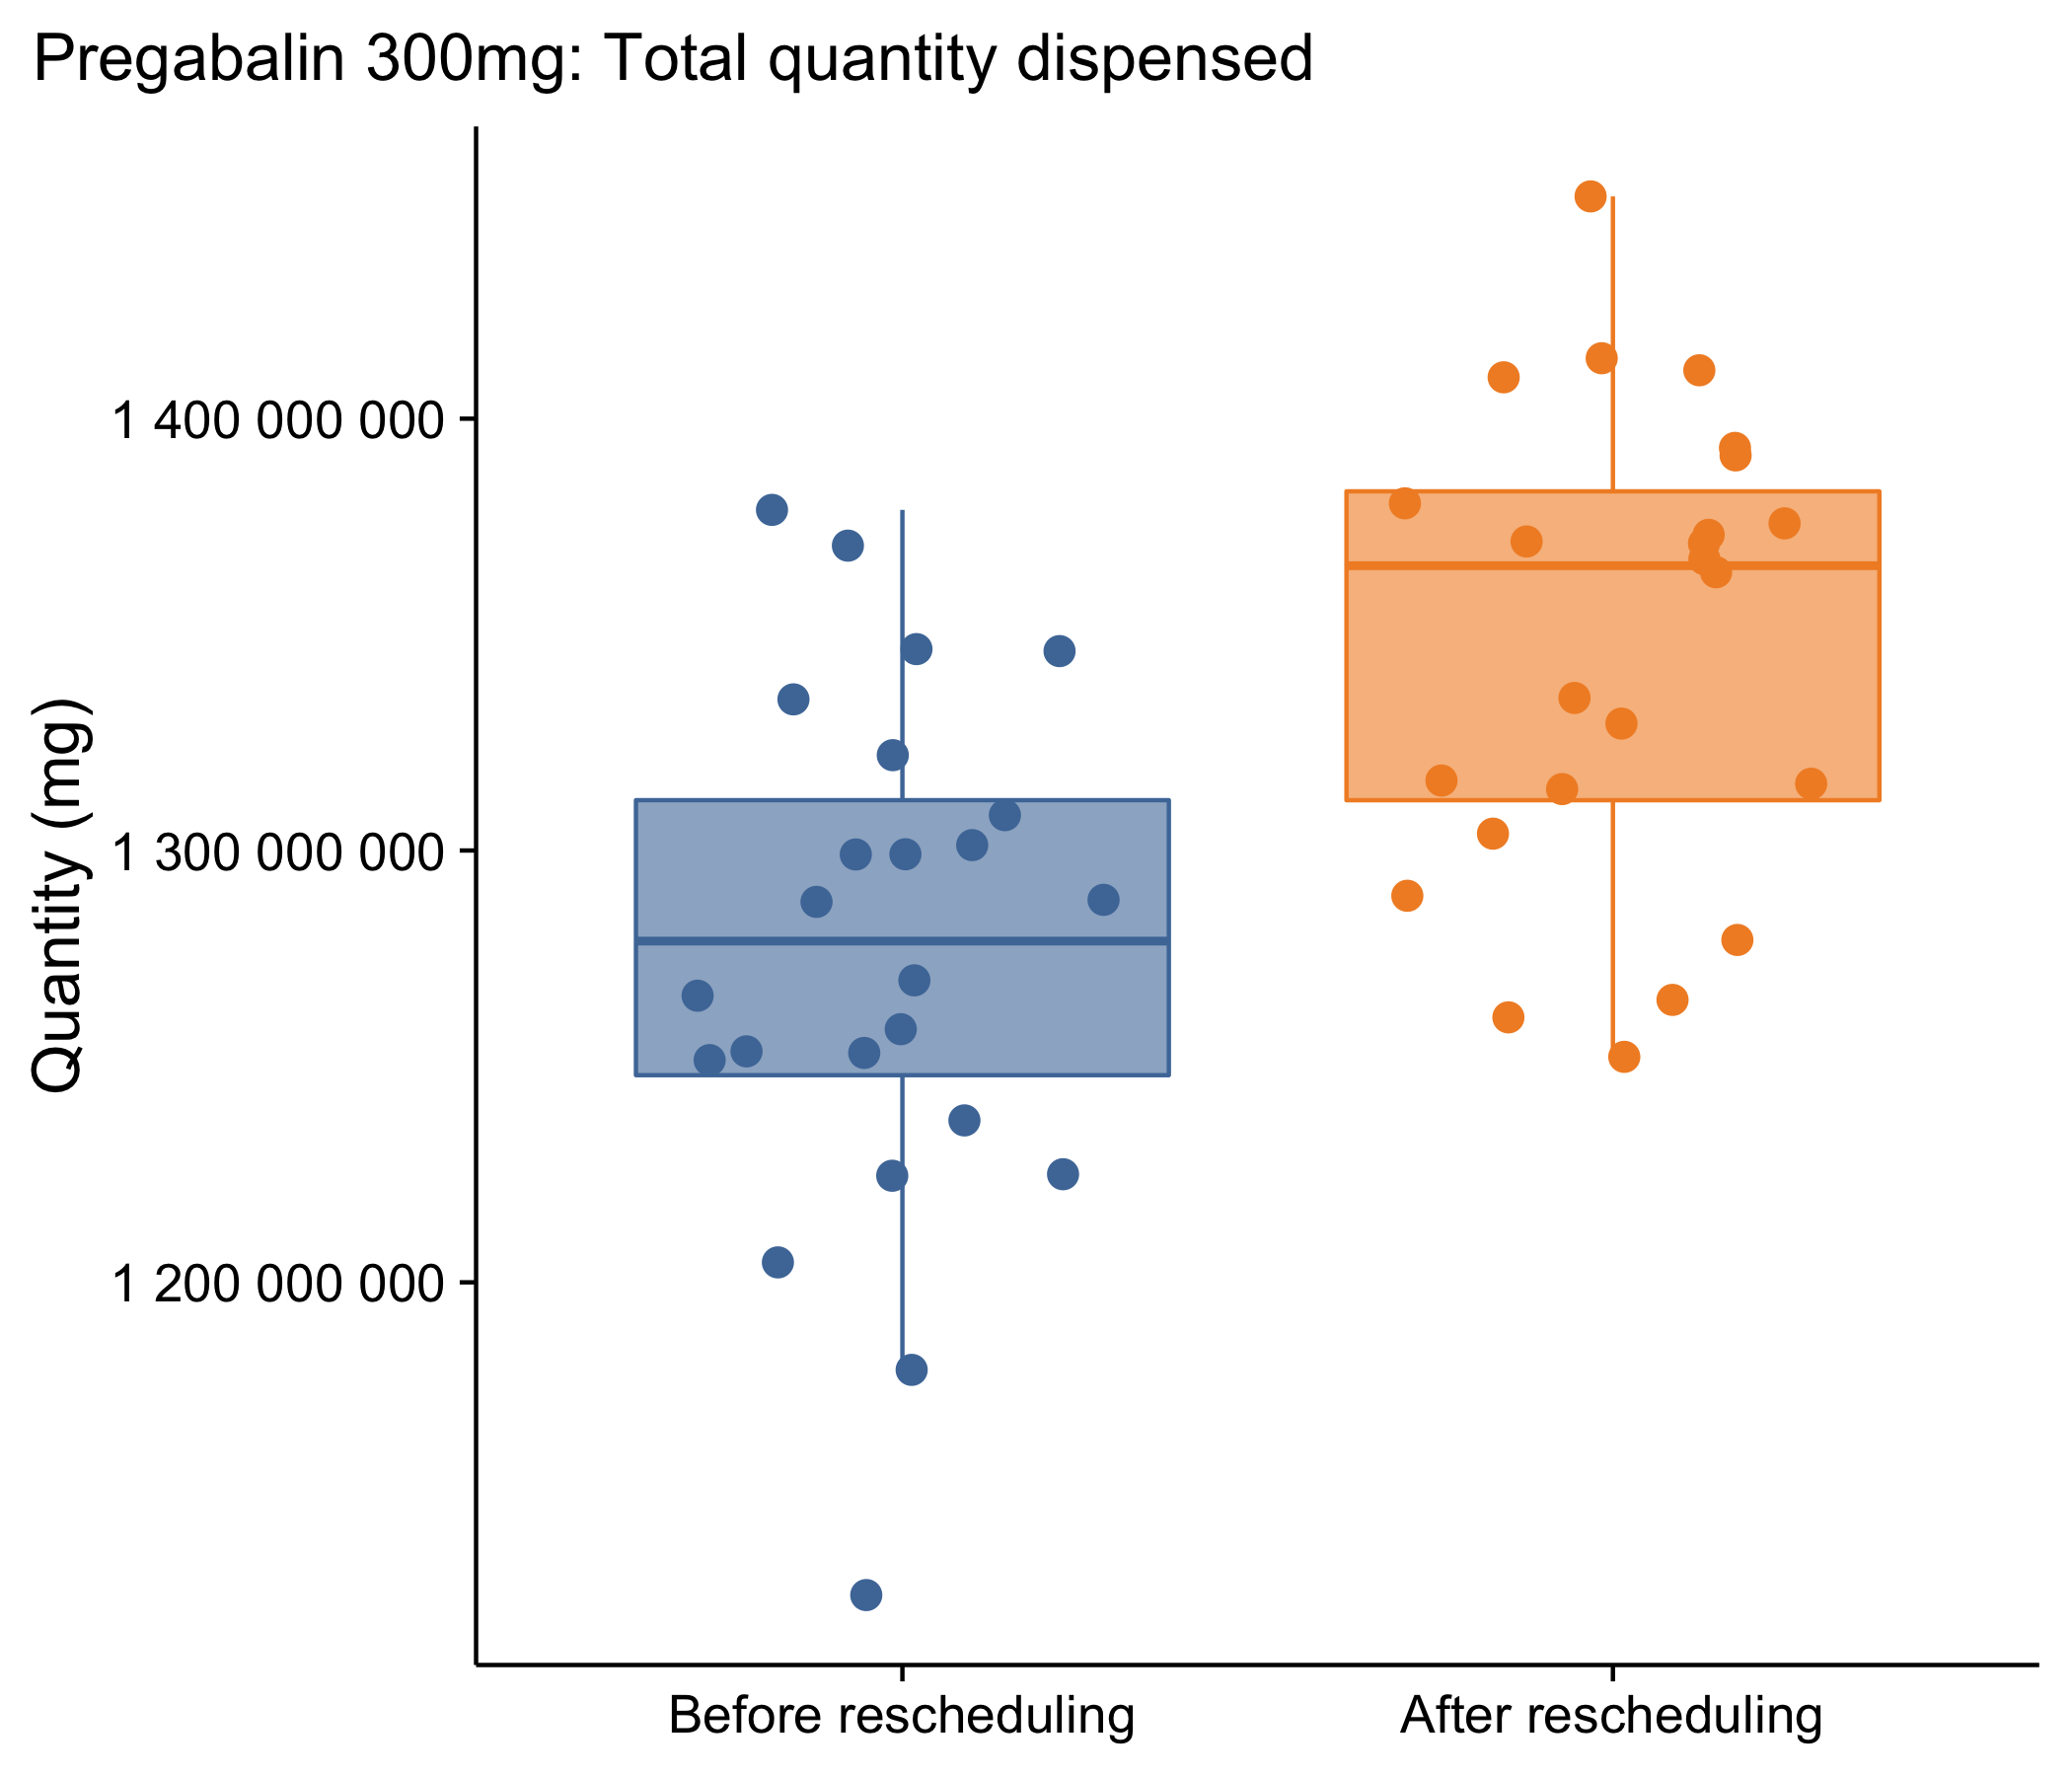 Pregabalin 300mg: Total quantity dispensed
Quantity (mg)
1 400 000 000
1 300 000 000
1 200 000 000
Before rescheduling
After rescheduling